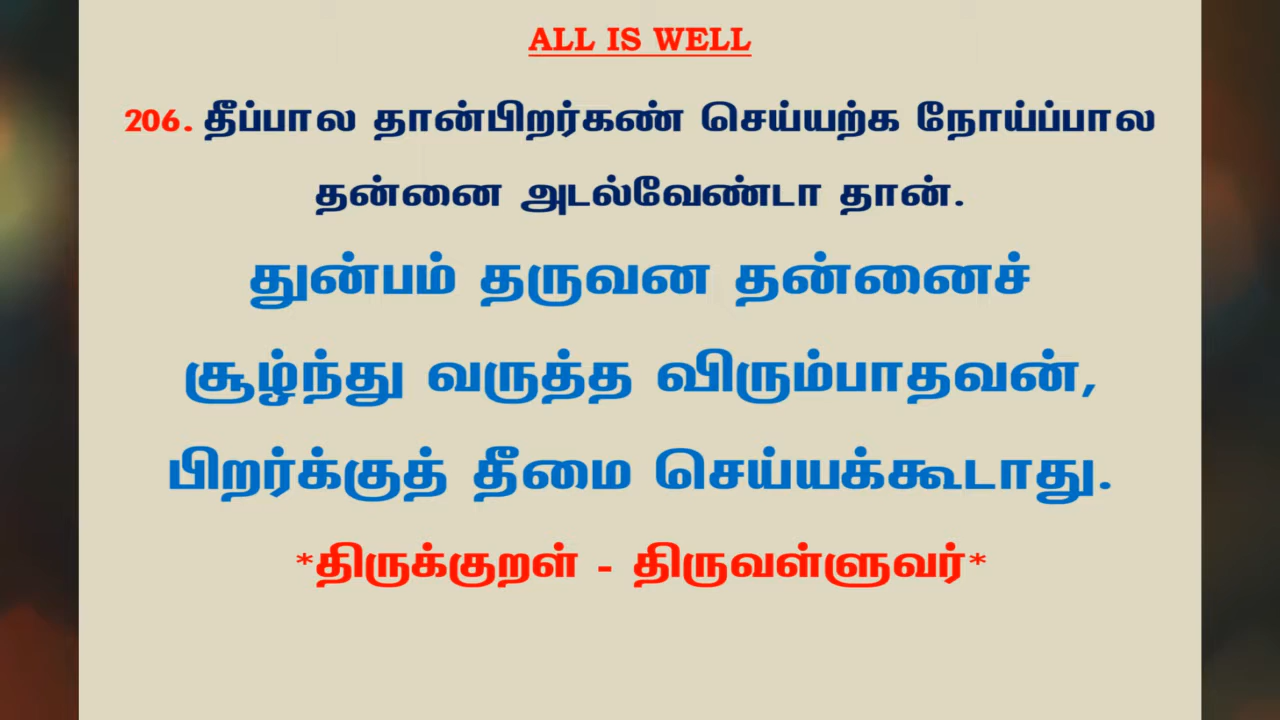 ALL IS WELL
206. தீப்பால தான்பிறர்கண் செய்யற்க நோய்ப்பால
தன்னை அடல்வேண்டா தான்.
துன்பம் தருவன தன்னைச்
சூழ்ந்து வருத்த விரும்பாதவன்,
பிறர்க்குத் தீமை செய்யக்கூடாது.
*திருக்குறள் - திருவள்ளுவர்*